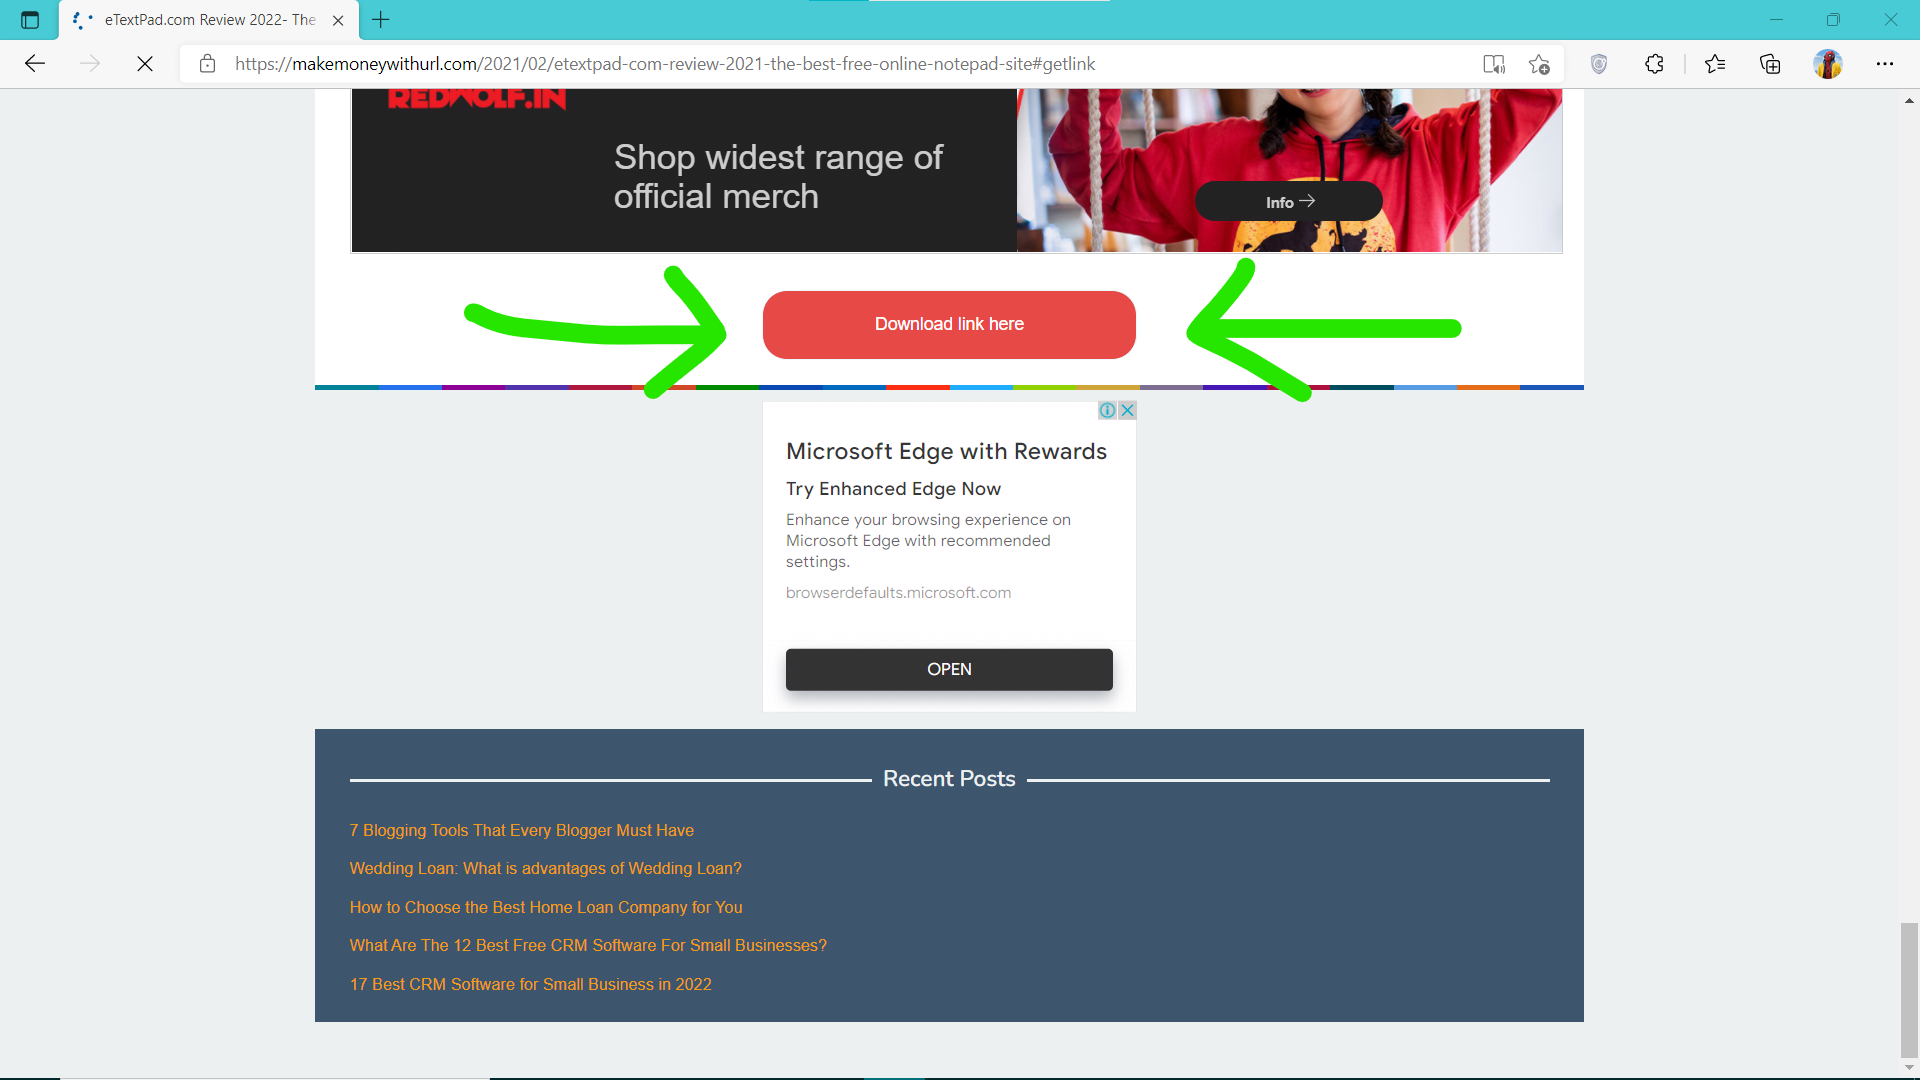 eTextPad.com Review 2022- The
https://makemoneywithurl.com/2021/02/etextpad-com-review-2021-the-best-free-online-notepad-site#getlink
REDWOLF.IN
Shop widest range of
official merch
Info
Download link here
Microsoft Edge with Rewards
Try Enhanced Edge Now
Enhance your browsing experience on
Microsoft Edge with recommended
settings.
browserdefaults.microsoft.com
OPEN
Recent Posts
7 Blogging Tools That Every Blogger Must Have
Wedding Loan: What is advantages of Wedding Loan?
How to Choose the Best Home Loan Company for You
What Are The 12 Best Free CRM Software For Small Businesses?
17 Best CRM Software for Small Business in 2022